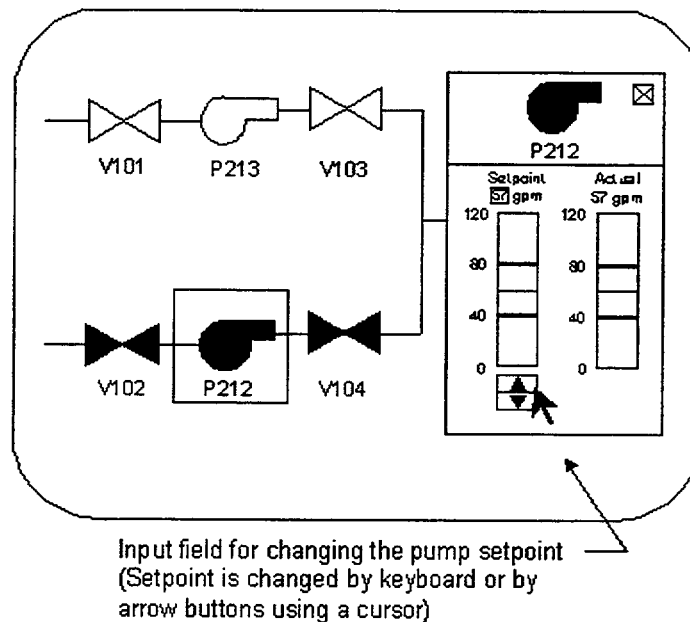 V101
P213
V103
P212
Setpoint
57 gpm
Actual
57 gpm
120
80
40
0
120
80
40
0
V102
P212
V104
Input field for changing the pump setpoint
(Setpoint is changed by keyboard or by
arrow buttons using a cursor)